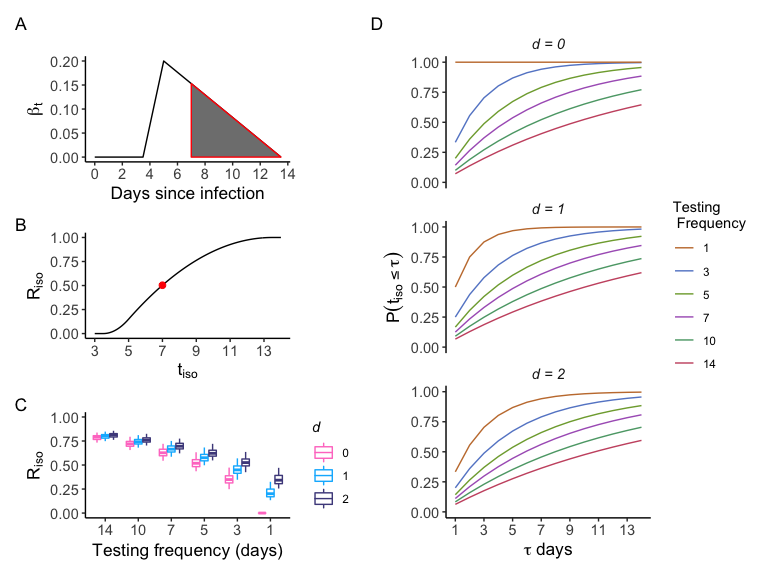 A
0.20
0.15
0.10
0.05
0.00
βt
0 2 4 6 8 10 12 14
Days since infection
B
1.00
0.75
0.50
0.25
0.00
Riso
3 5 7 9 11 13
tiso
C
1.00
0.75
0.50
0.25
0.00
Riso
14 10 7 5 3 1
Testing frequency (days)
d
0
1
2
D
d = 0
1.00
0.75
0.50
0.25
0.00
d = 1
1.00
0.75
0.50
0.25
0.00
P(tiso ≤ τ)
d = 2
1.00
0.75
0.50
0.25
0.00
1 3 5 7 9 11 13
τ days
Testing
Frequency
1
3
5
7
10
14